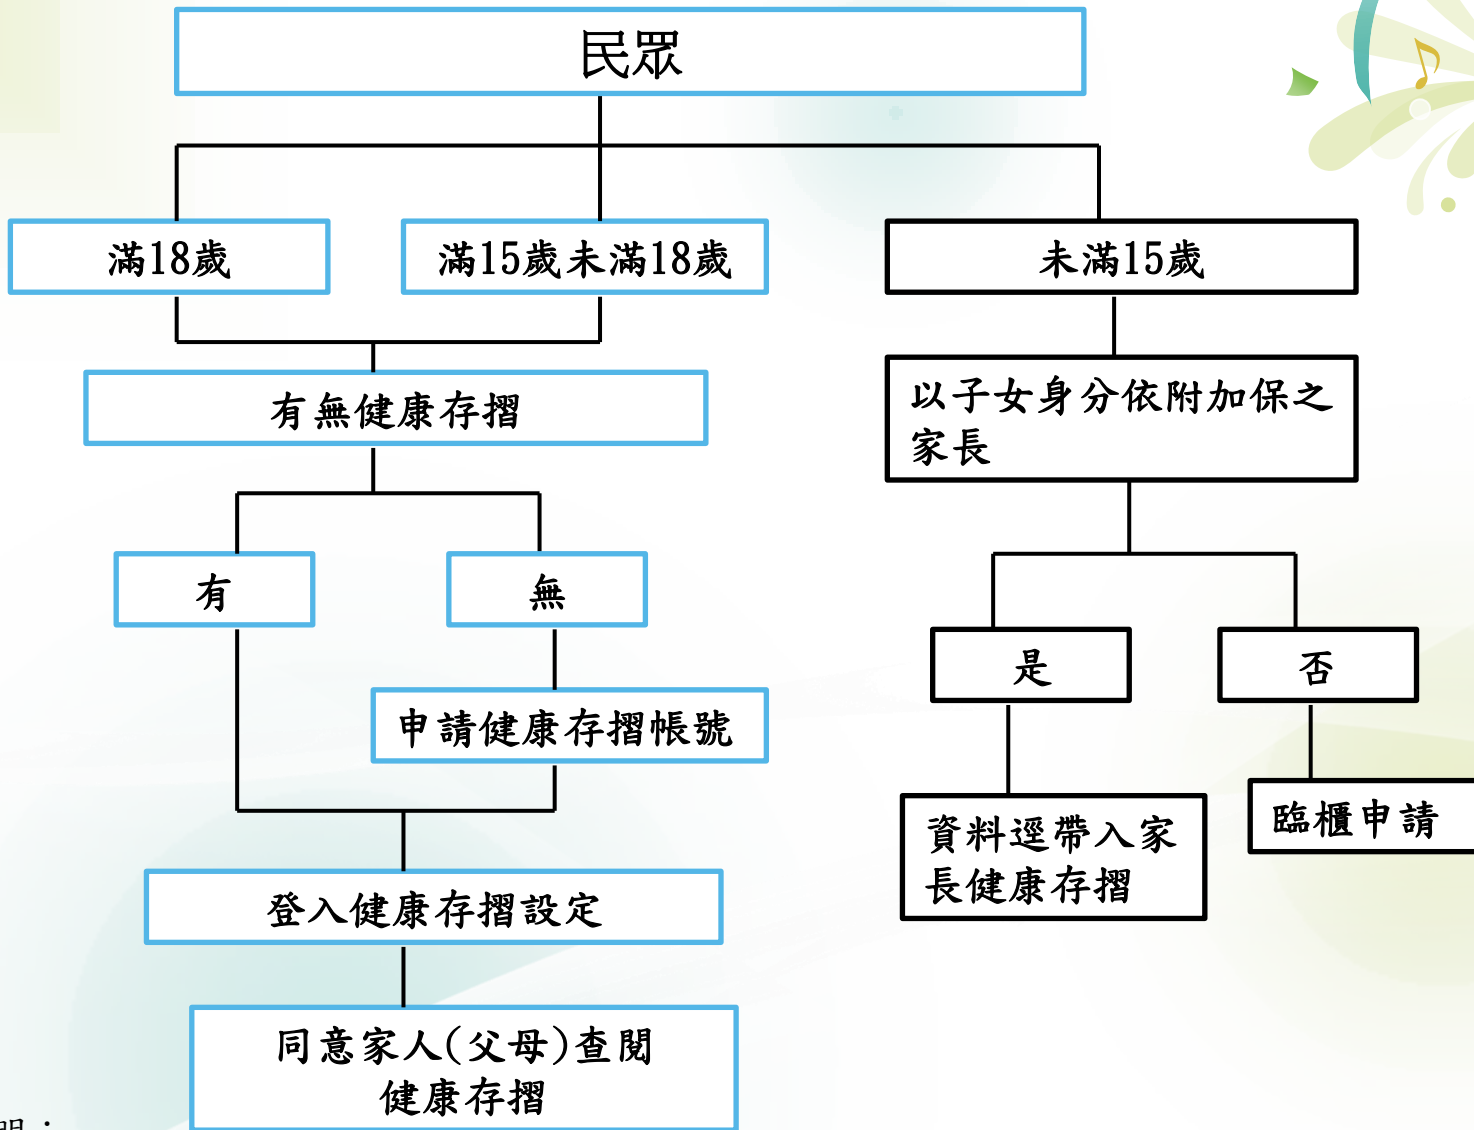 民眾
滿18歲
滿15歲未滿18歲
未滿15歲
有無健康存摺
以子女身分依附加保之
家長
有
無
是
否
申請健康存摺帳號
資料逕帶入家
長健康存摺
臨櫃申請
登入健康存摺設定
同意家人(父母)查閱
健康存摺